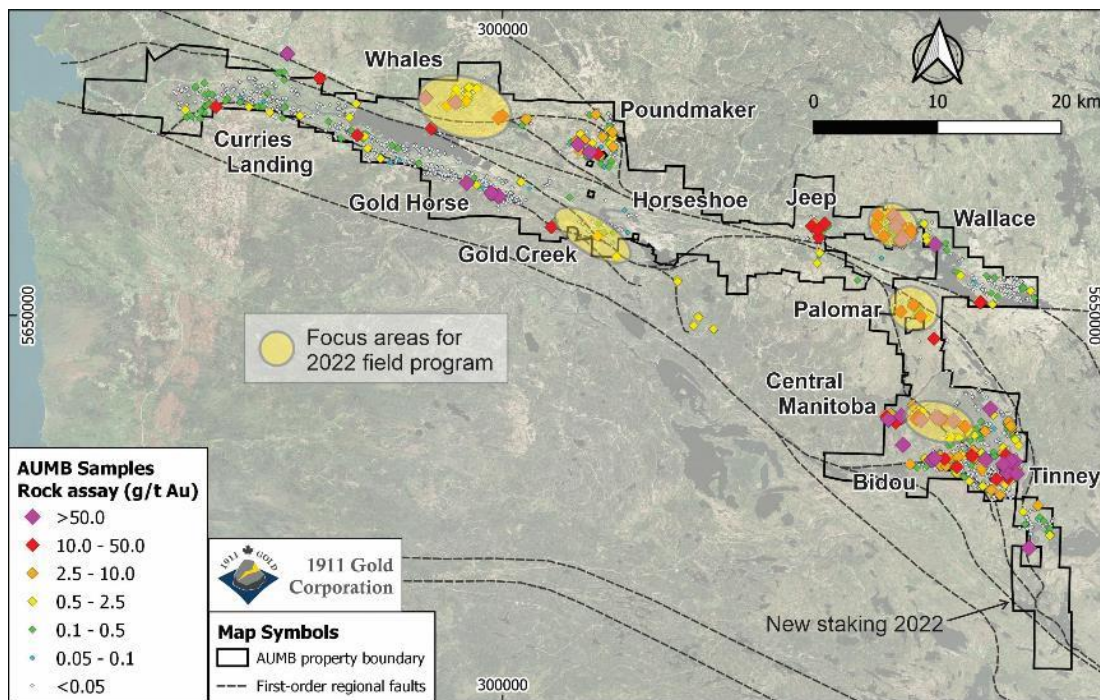 300000
Whales
Poundmaker
0 10 20 km
Curries
Landing
Gold Horse
Horseshoe
Jeep
Wallace
Gold Creek
5650000
5650000
Palomar
Focus areas for
2022 field program
Central
Manitoba
Bidou
Tinney
AUMB Samples
Rock assay (g/t Au)
>50.0
10.0 - 50.0
2.5 - 10.0
0.5 - 2.5
0.1 - 0.5
0.05 - 0.1
<0.05
1911 GOLD
1911 Gold
Corporation
Map Symbols
AUMB property boundary
First-order regional faults
New staking 2022
300000